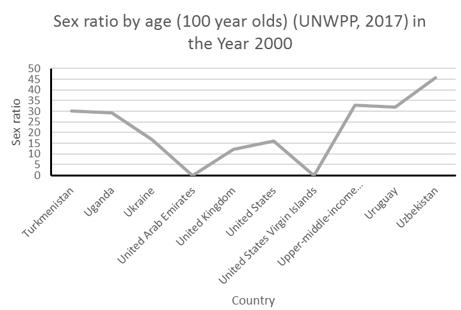 Sex ratio by age (100 year olds) (UNWPP, 2017) in
the Year 2000
50
45
40
35
30
25
20
15
10
5
0
Sex ratio
Turkmenistan
Uganda
Ukraine
United Arab Emirates
United Kingdom
United States
United States Virgin Islands
Upper-middle-income...
Uruguay
Uzbekistan
Country